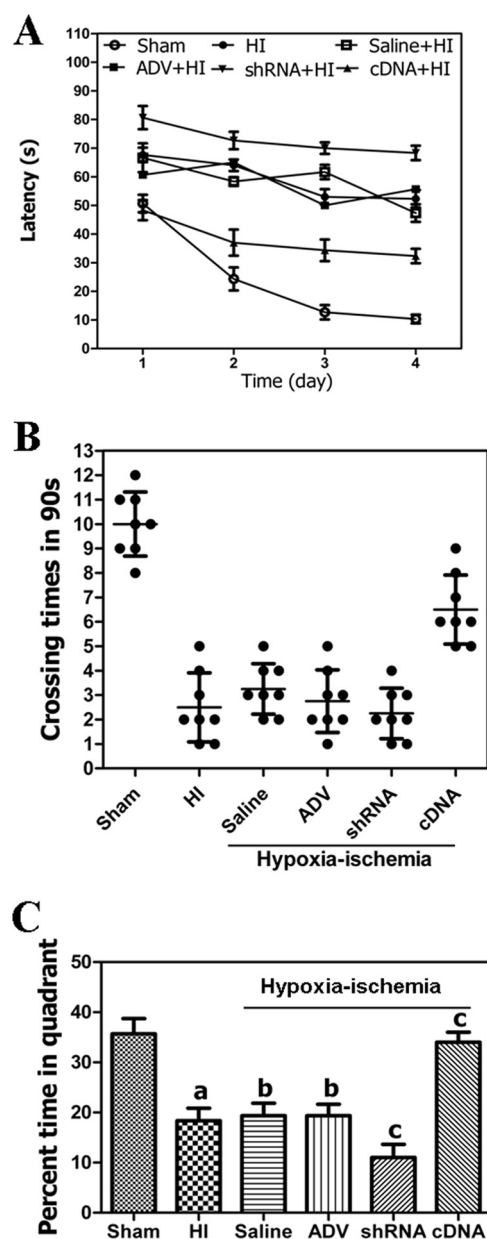 A
Sham HI Saline+HI
ADV+HI shRNA+HI cDNA+HI
Latency (s)
110
100
90
80
70
60
50
40
30
20
10
0
1 2 3 4
Time (day)
B
Crossing times in 90s
13
12
11
10
9
8
7
6
5
4
3
2
1
0
Sham HI Saline ADV shRNA cDNA
Hypoxia-ischemia
C
Percent time in quadrant
50
40
30
20
10
0
Hypoxia-ischemia
a b b c c
Sham HI Saline ADV shRNA cDNA